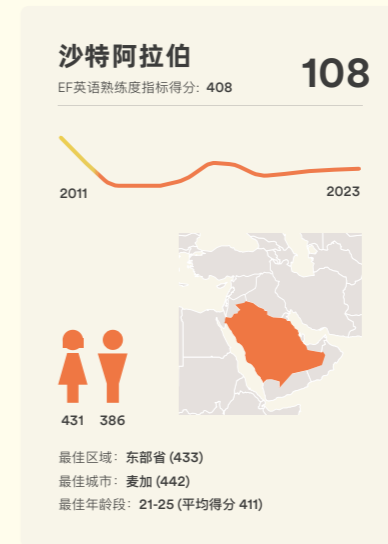 沙特阿拉伯
108
EF英语熟练度指标得分: 408
2011
2023
431 386
最佳区域: 东部省 (433)
最佳城市: 麦加 (442)
最佳年龄段: 21-25 (平均得分 411)